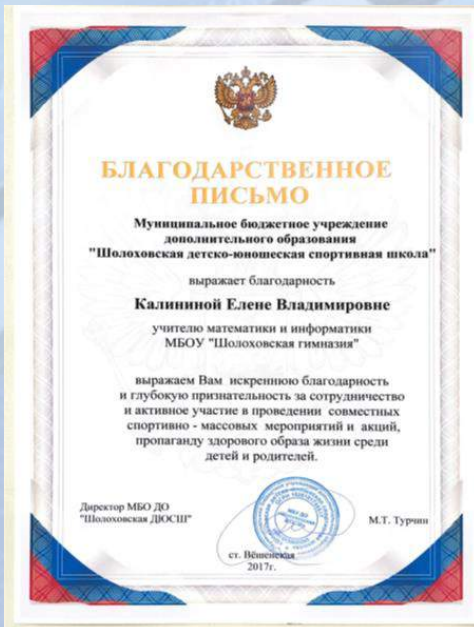 БЛАГОДАРСТВЕННОЕ
ПИСЬМО
Муниципальное бюджетное учреждение
дополнительного образования
"Шолоховская детско-юношеская спортивная школа"
выражает благодарность
Калининой Елене Владимировне
учителю математики и информатики
МБОУ "Шолоховская гимназия"
выражаем Вам искреннюю благодарность
и глубокую признательность за сотрудничество
и активное участие в проведении совместных
спортивно - массовых мероприятий и акций,
пропаганду здорового образа жизни среди
детей и родителей.
Директор МБО ДО
"Шолоховская ДЮСШ"
М.Т. Турчин
ст. Вёшенская
2017г.